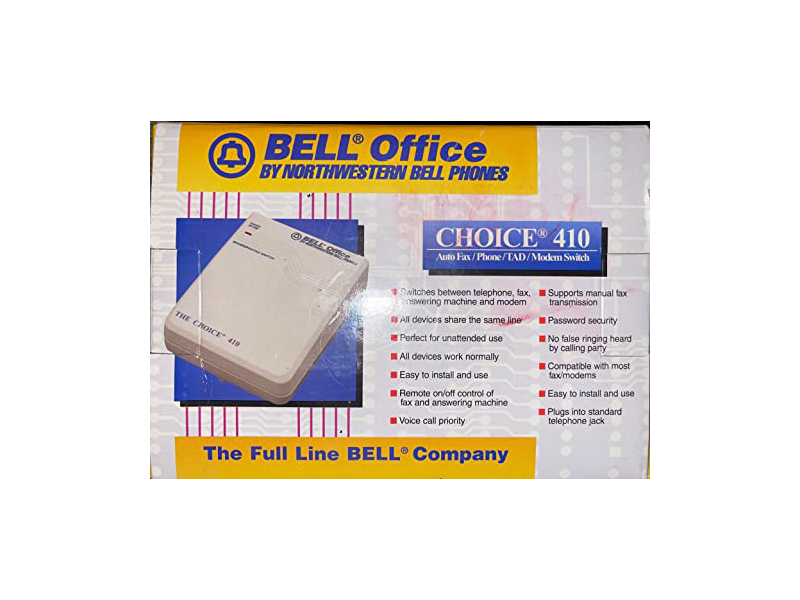 BELL® Office
BY NORTHWESTERN BELL PHONES
BELL® Office
BY NORTHWESTERN BELL PHONES
THE CHOICE® 410
CHOICE® 410
Auto Fax / Phone / TAD / Modem Switch
Switches between telephone, fax,
answering machine and modem
All devices share the same line
Perfect for unattended use
All devices work normally
Easy to install and use
Remote on/off control of
fax and answering machine
Voice call priority
Supports manual fax
transmission
Password security
No false ringing heard
by calling party
Compatible with most
fax/modems
Easy to install and use
Plugs into standard
telephone jack
The Full Line BELL® Company